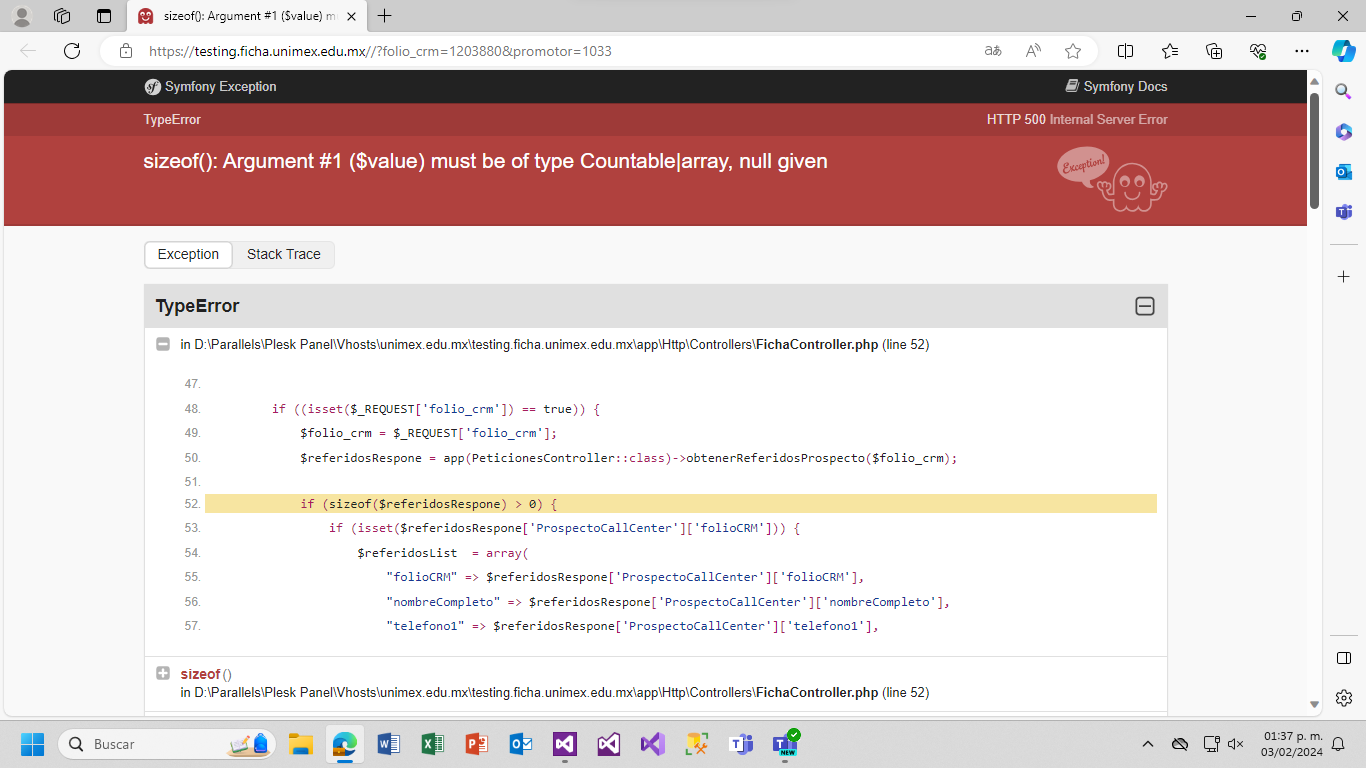 sizeof(): Argument #1 ($value) m
https://testing.ficha.unimex.edu.mx//?folio_crm=1203880&promotor=1033
Symfony Exception
Symfony Docs
TypeError
HTTP 500 Internal Server Error
sizeof(): Argument #1 ($value) must be of type Countable|array, null given
Exception!
Exception
Stack Trace
TypeError
in D:\Parallels\Plesk Panel\Vhosts\unimex.edu.mx\testing.ficha.unimex.edu.mx\app\Http\Controllers\FichaController.php (line 52)
47.
48. if ((isset($_REQUEST['folio_crm']) == true)) {
49. $folio_crm = $_REQUEST['folio_crm'];
50. $referidosRespone = app(PeticionesController::class)->obtenerReferidosProspecto($folio_crm);
51.
52. if (sizeof($referidosRespone) > 0) {
53. if (isset($referidosRespone['ProspectoCallCenter']['folioCRM'])) {
54. $referidosList = array(
55. "folioCRM" => $referidosRespone['ProspectoCallCenter']['folioCRM'],
56. "nombreCompleto" => $referidosRespone['ProspectoCallCenter']['nombreCompleto'],
57. "telefono1" => $referidosRespone['ProspectoCallCenter']['telefono1'],
sizeof()
in D:\Parallels\Plesk Panel\Vhosts\unimex.edu.mx\testing.ficha.unimex.edu.mx\app\Http\Controllers\FichaController.php (line 52)
Buscar
NEW
01:37 p. m.
03/02/2024